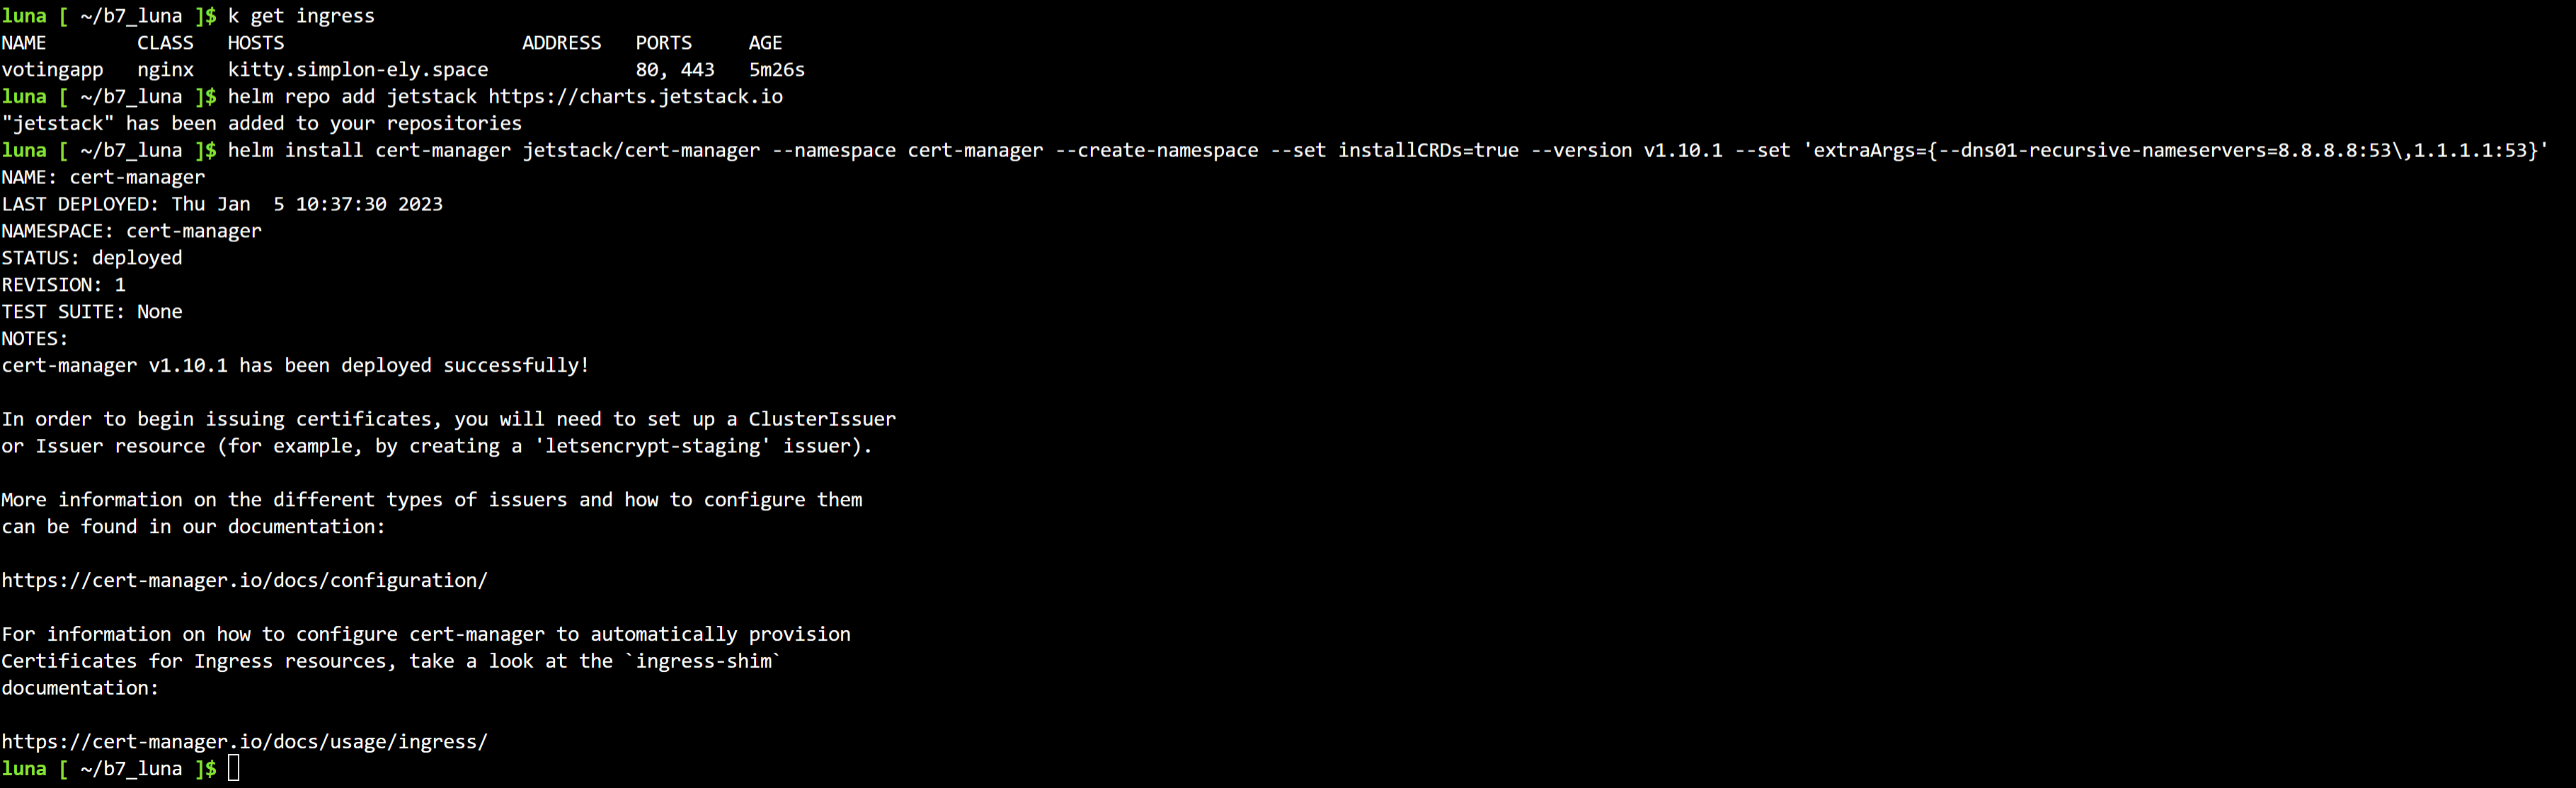 luna [ ~/b7_luna ]$ k get ingress
NAME        CLASS   HOSTS                     ADDRESS   PORTS     AGE
votingapp   nginx   kitty.simplon-ely.space             80, 443   5m26s
luna [ ~/b7_luna ]$ helm repo add jetstack https://charts.jetstack.io
"jetstack" has been added to your repositories
luna [ ~/b7_luna ]$ helm install cert-manager jetstack/cert-manager --namespace cert-manager --create-namespace --set installCRDs=true --version v1.10.1 --set 'extraArgs={--dns01-recursive-nameservers=8.8.8.8:53\,1.1.1.1:53}'
NAME: cert-manager
LAST DEPLOYED: Thu Jan  5 10:37:30 2023
NAMESPACE: cert-manager
STATUS: deployed
REVISION: 1
TEST SUITE: None
NOTES:
cert-manager v1.10.1 has been deployed successfully!

In order to begin issuing certificates, you will need to set up a ClusterIssuer
or Issuer resource (for example, by creating a 'letsencrypt-staging' issuer).

More information on the different types of issuers and how to configure them
can be found in our documentation:

https://cert-manager.io/docs/configuration/

For information on how to configure cert-manager to automatically provision
Certificates for Ingress resources, take a look at the `ingress-shim`
documentation:

https://cert-manager.io/docs/usage/ingress/
luna [ ~/b7_luna ]$